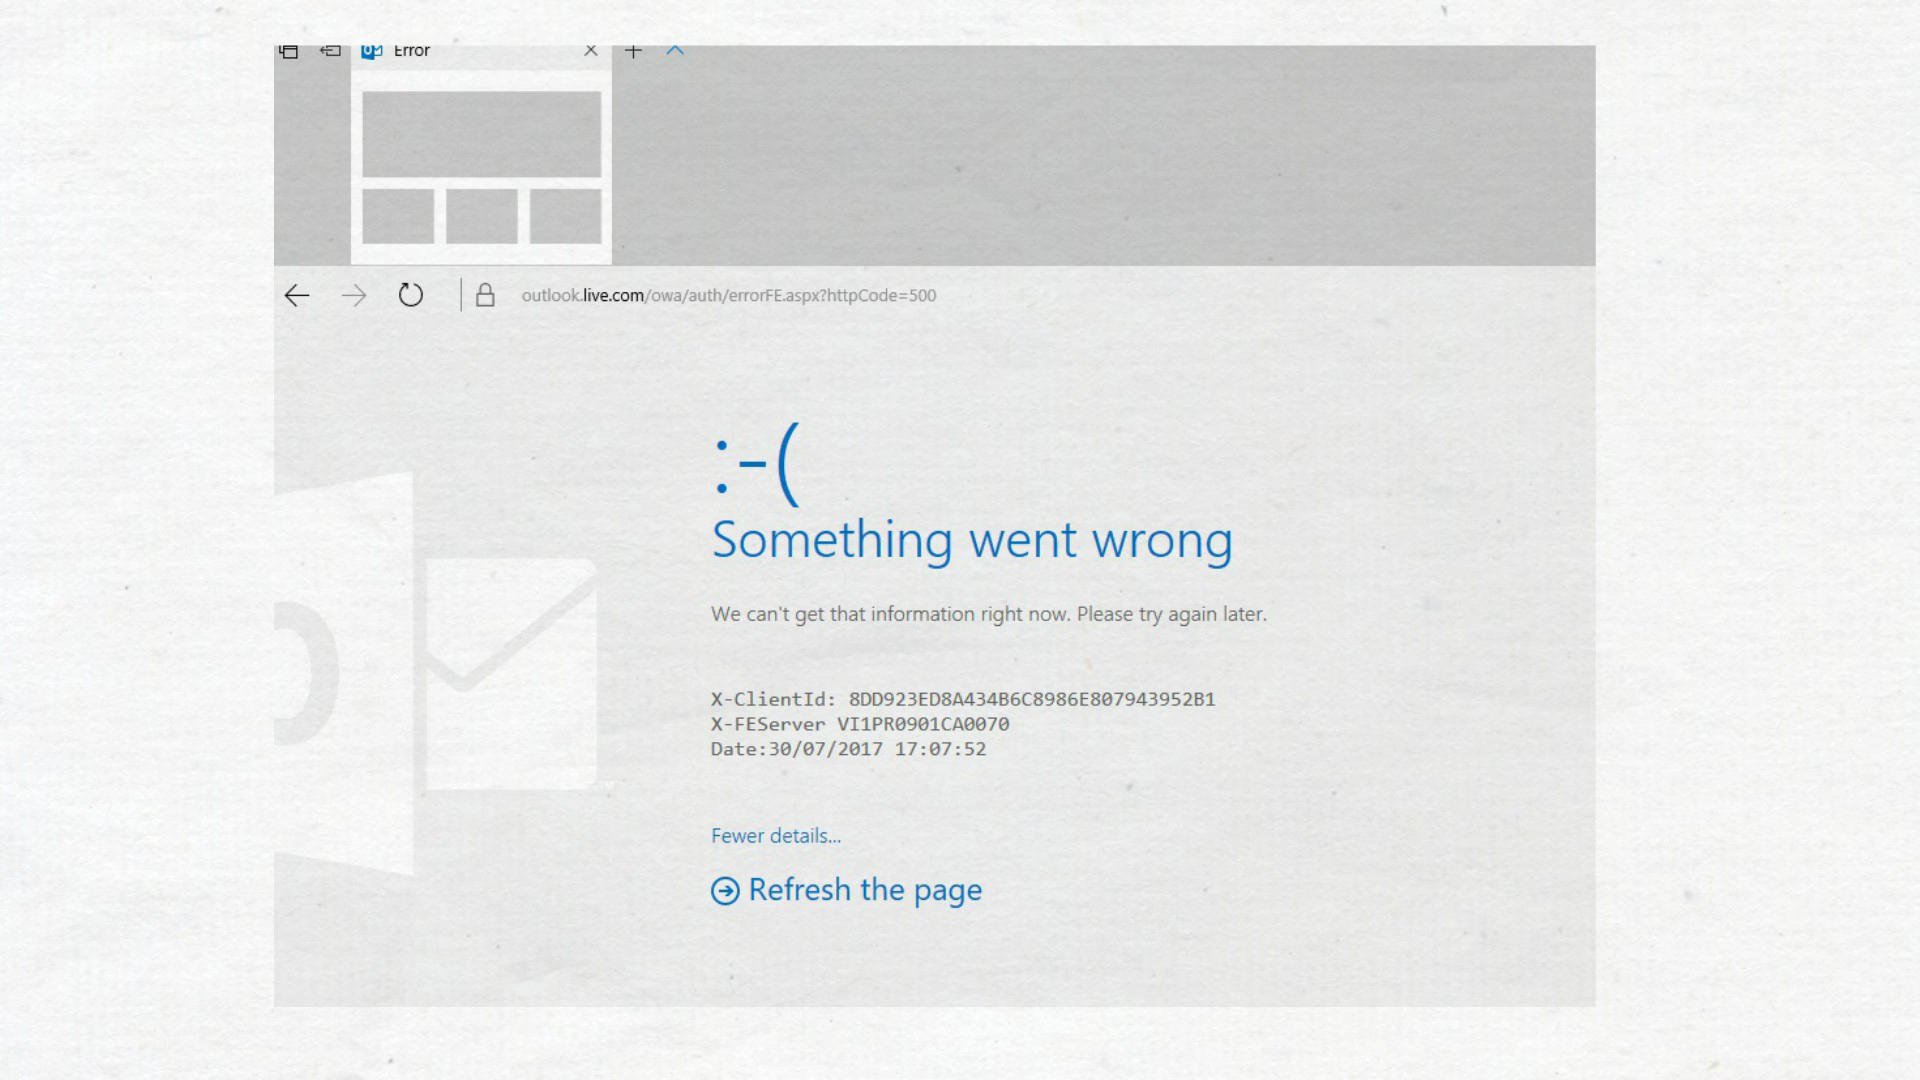 Error
outlook.live.com/owa/auth/errorFE.aspx?httpCode=500
:-(
Something went wrong
We can't get that information right now. Please try again later.
X-ClientId: 8DD923ED8A434B6C8986E807943952B1
X-FEServer VI1PR0901CA0070
Date:30/07/2017 17:07:52
Fewer details...
Refresh the page